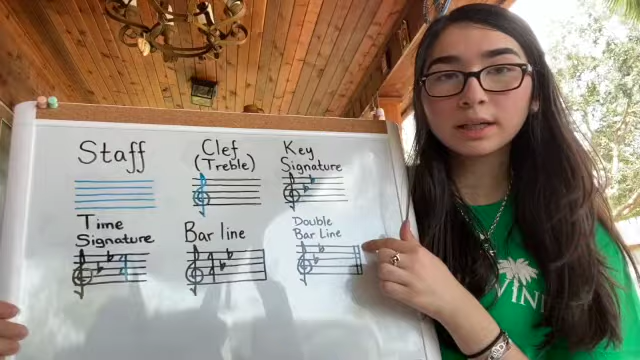 Staff
Clef
(Treble)
Key
Signature
Time
Signature
Bar line
Double
Bar Line